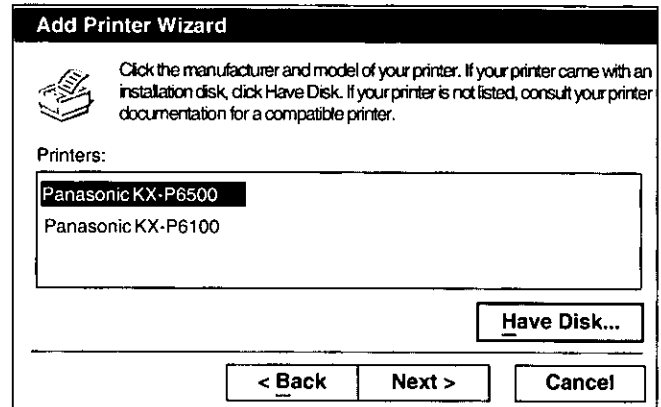 Add Printer Wizard
Click the manufacturer and model of your printer. If your printer came with an
installation disk, click Have Disk. If your printer is not listed, consult your printer
documentation for a compatible printer.
Printers:
Panasonic KX-P6500
Panasonic KX-P6100
Have Disk...
< Back Next > Cancel